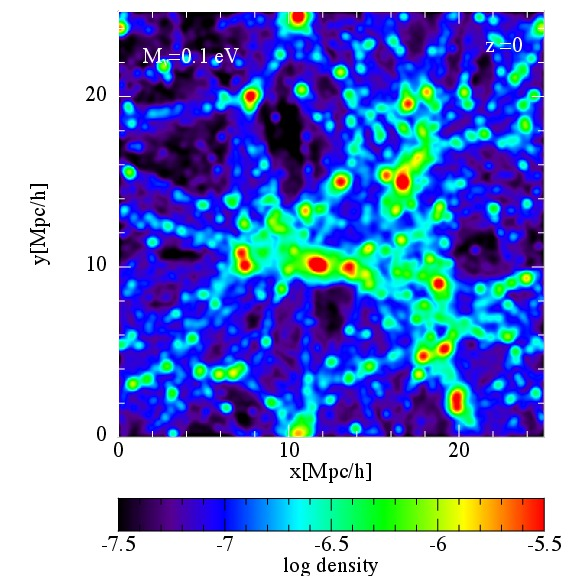 M =0.1 eV
z =0
20
y[Mpc/h]
10
0
0 10 20
x[Mpc/h]
-7.5 -7 -6.5 -6 -5.5
log density